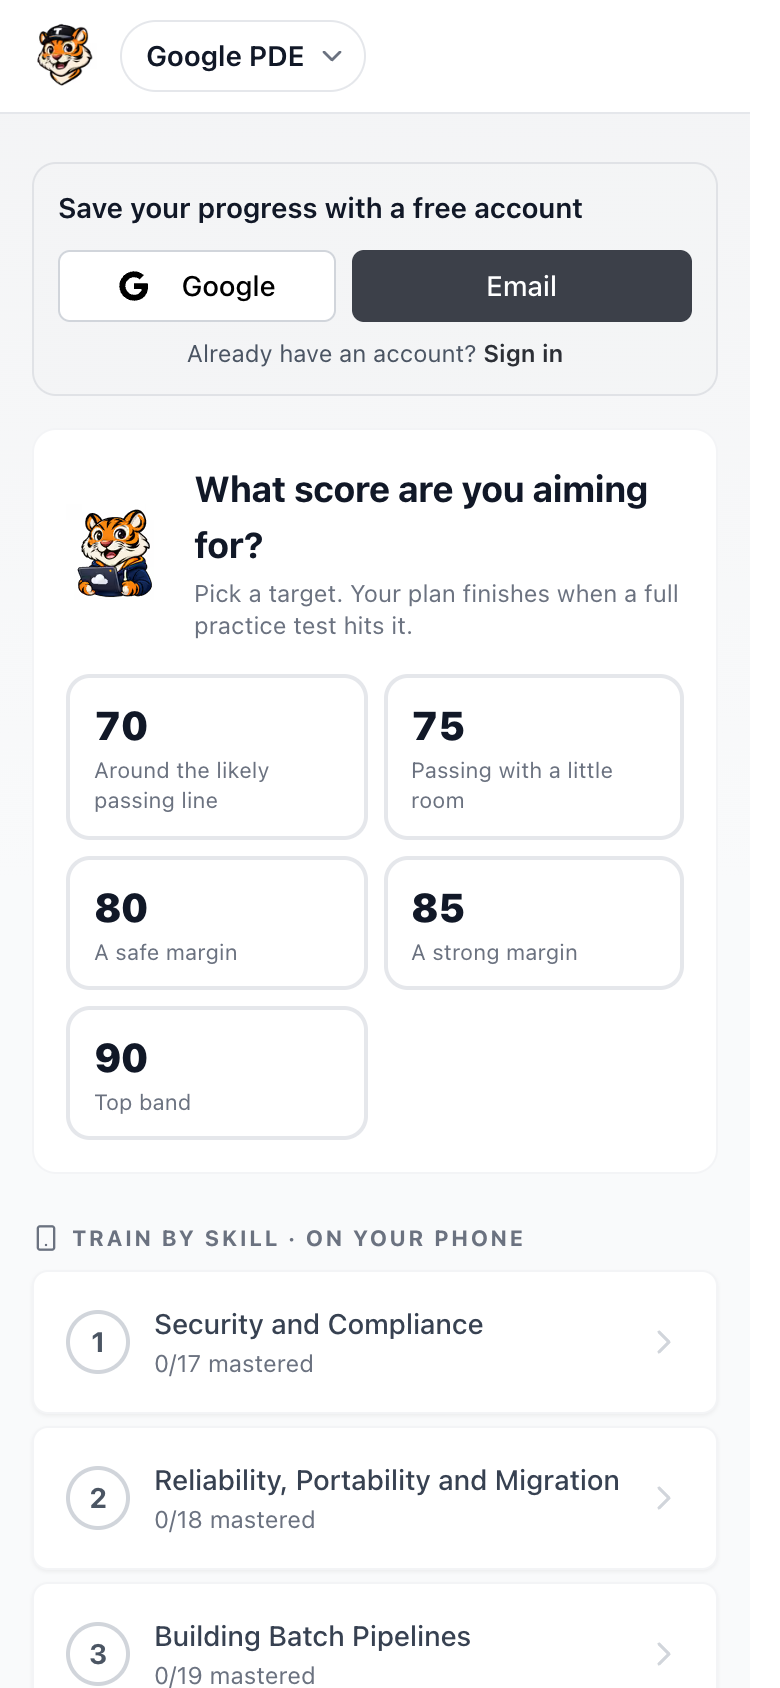 Google PDE
Save your progress with a free account
Google
Email
Already have an account? Sign in
What score are you aiming
for?
Pick a target. Your plan finishes when a full
practice test hits it.
70
Around the likely
passing line
75
Passing with a little
room
80
A safe margin
85
A strong margin
90
Top band
TRAIN BY SKILL · ON YOUR PHONE
1
Security and Compliance
0/17 mastered
2
Reliability, Portability and Migration
0/18 mastered
3
Building Batch Pipelines
0/19 mastered